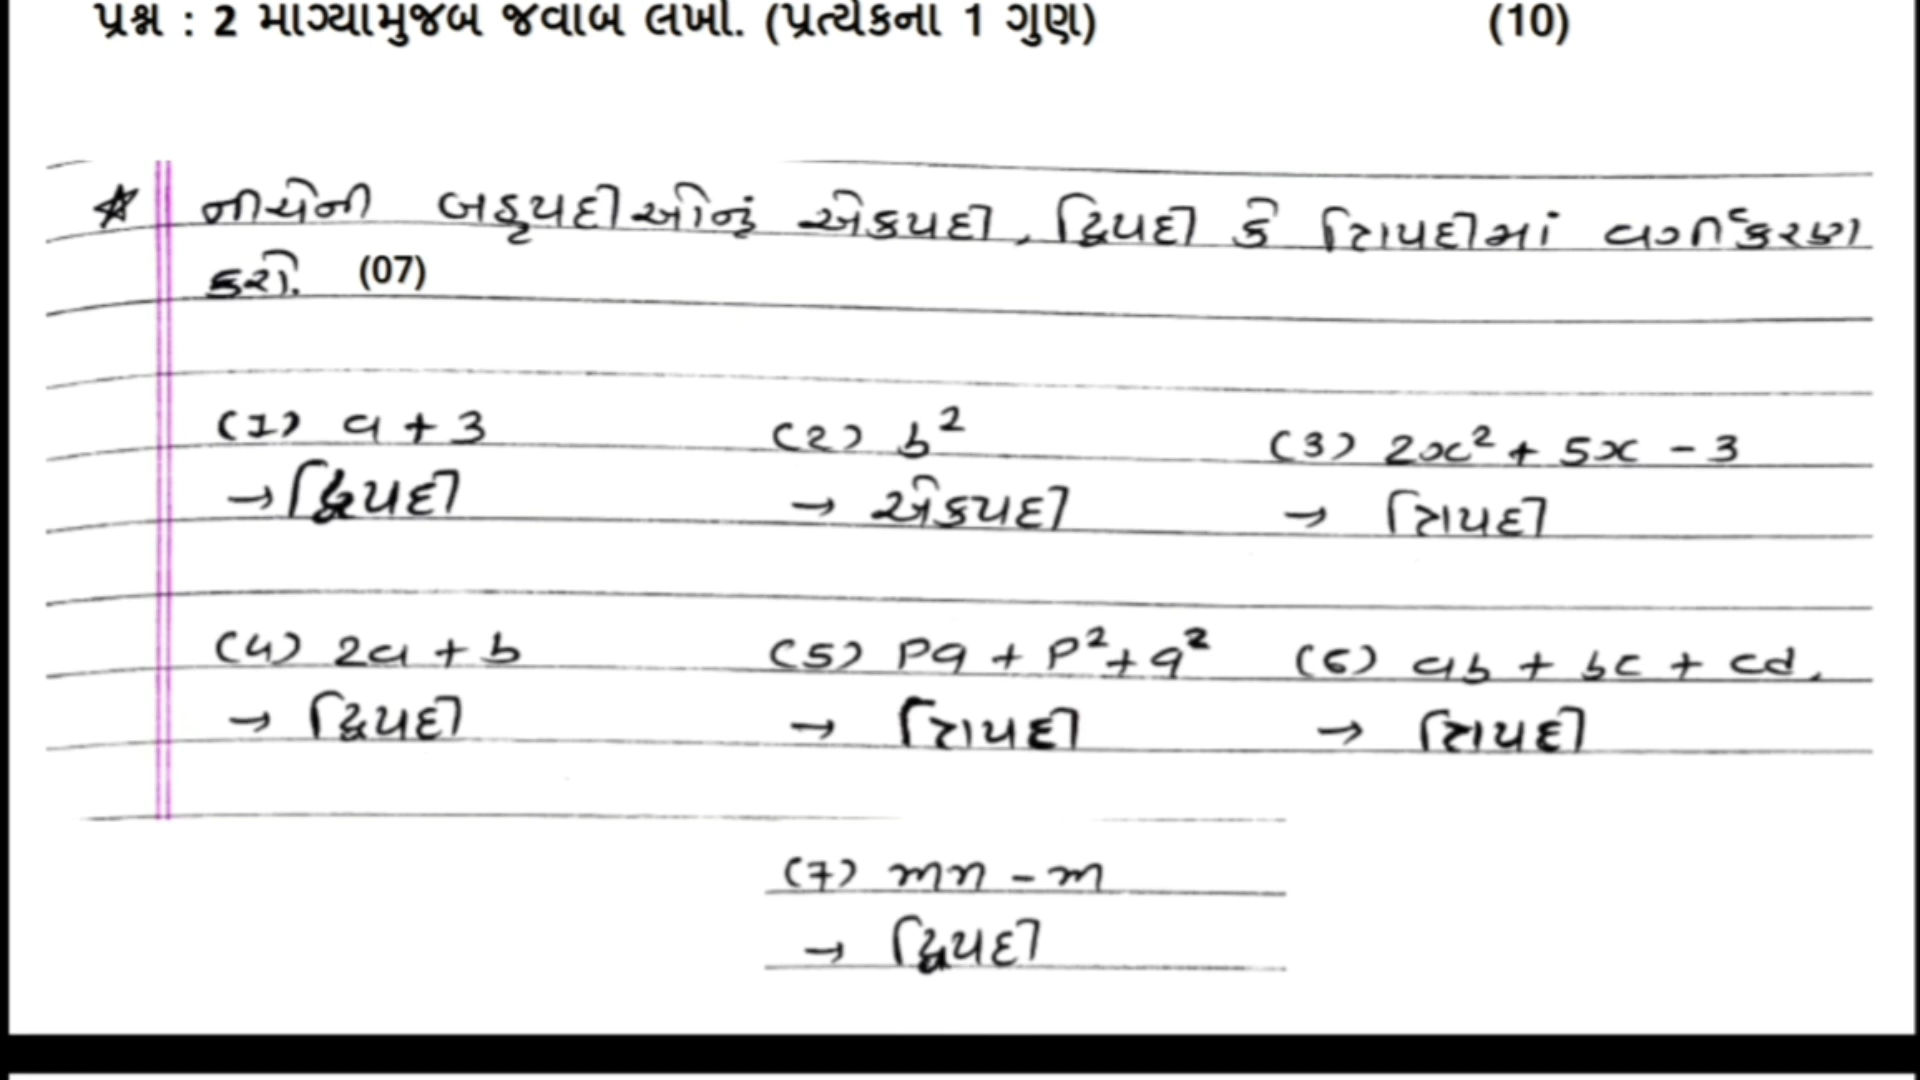 પ્રશ્ન : 2 માગ્યામુજબ જવાબ લખો. (પ્રત્યેકના 1 ગુણ) (10)
☆ નીચેની બહુપદીઓનું એકપદી, દ્વિપદી કે ત્રિપદીમાં વર્ગીકરણ
કરો. (07)
(1) a + 3 (2) b² (3) 2x² + 5x - 3
→ દ્વિપદી → એકપદી → ત્રિપદી
(4) 2a + b (5) pq + p² + q² (6) ab + bc + cd.
→ દ્વિપદી → ત્રિપદી → ત્રિપદી
(7) mn - m
→ દ્વિપદી